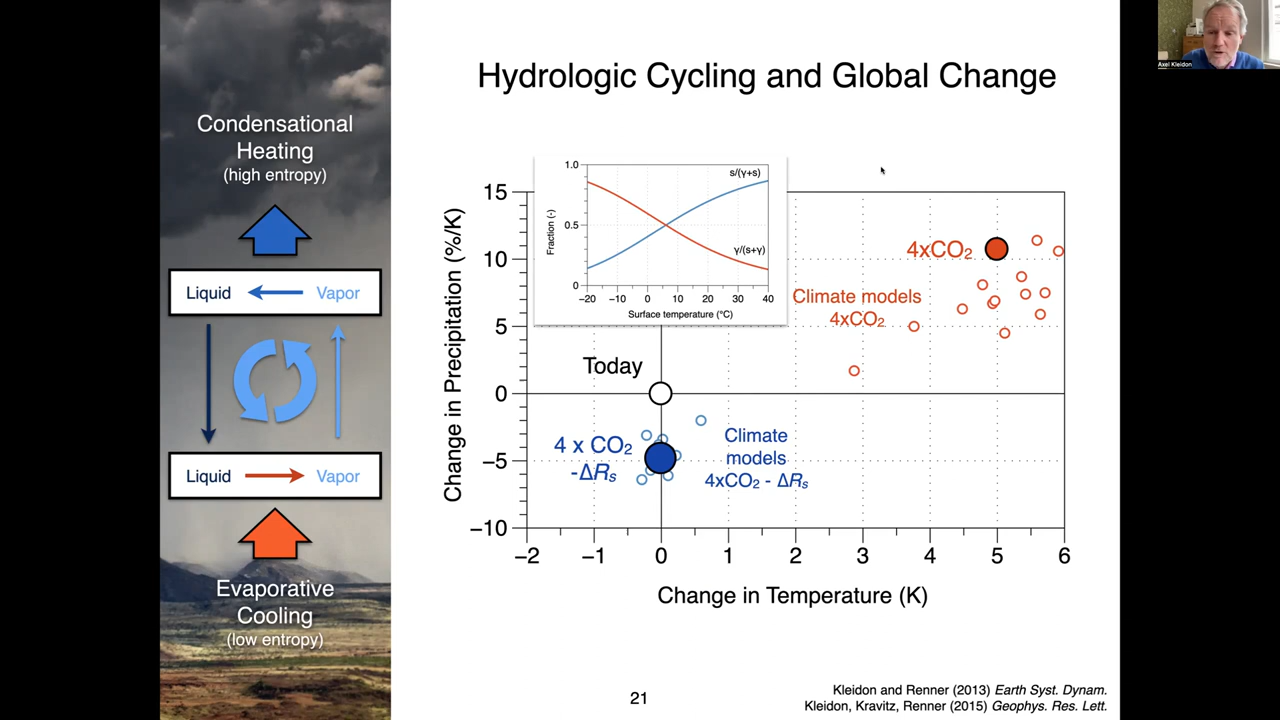 Hydrologic Cycling and Global Change
Axel Kleidon
Condensational
Heating
(high entropy)
Liquid
Vapor
Liquid
Vapor
Evaporative
Cooling
(low entropy)
Change in Precipitation (%/K)
15
10
5
0
−5
−10
−2
−1
0
1
2
3
4
5
6
Change in Temperature (K)
Fraction (-)
1.0
0.5
0
−20
−10
0
10
20
30
40
Surface temperature (°C)
s/(γ+s)
γ/(s+γ)
4xCO₂
Climate models
4xCO₂
Today
4 x CO₂
-ΔRₛ
Climate
models
4xCO₂ - ΔRₛ
21
Kleidon and Renner (2013) Earth Syst. Dynam.
Kleidon, Kravitz, Renner (2015) Geophys. Res. Lett.